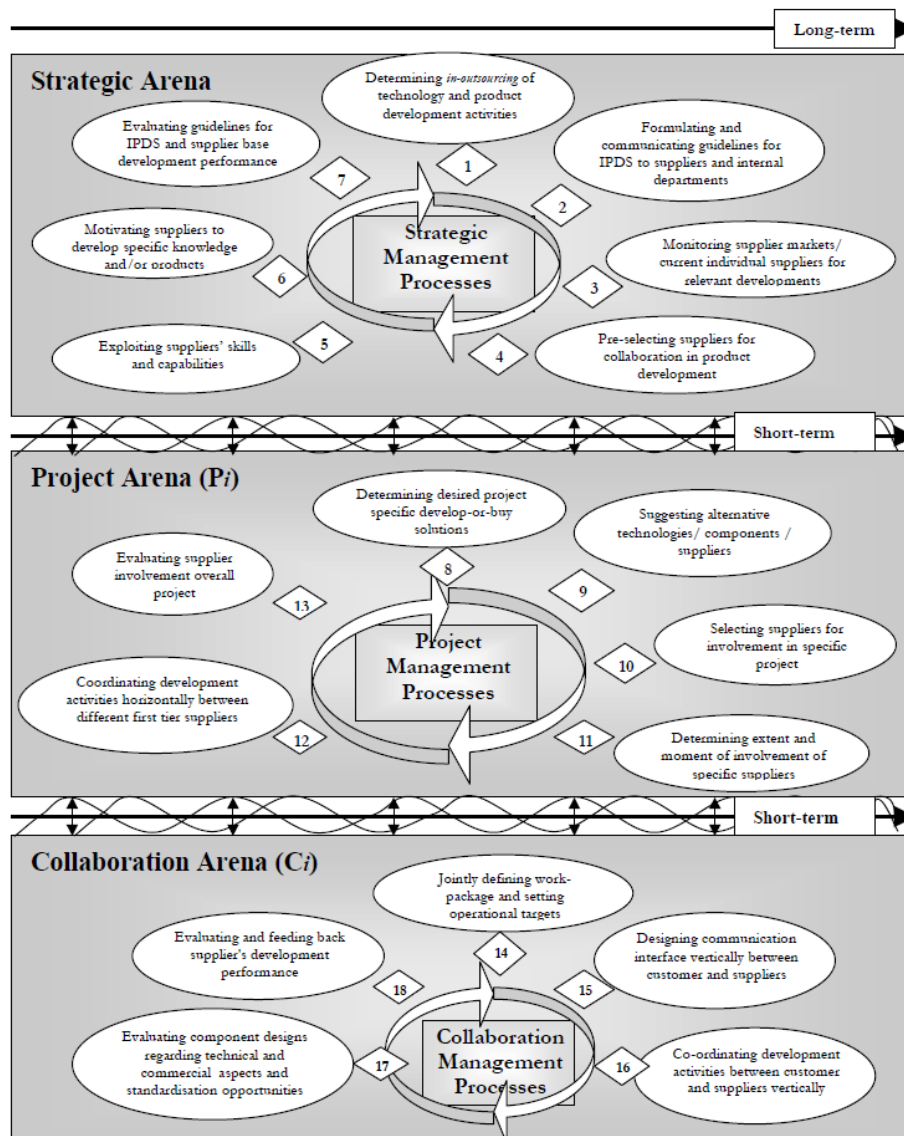 Long-term
Strategic Arena
Determining in-outsourcing of
technology and product
development activities
1
Formulating and
communicating guidelines for
IPDS to suppliers and internal
departments
2
Monitoring supplier markets/
current individual suppliers for
relevant developments
3
Pre-selecting suppliers for
collaboration in product
development
4
Exploiting suppliers' skills
and capabilities
5
Motivating suppliers to
develop specific knowledge
and/or products
6
Evaluating guidelines for
IPDS and supplier base
development performance
7
Strategic
Management
Processes
Short-term
Project Arena (Pi)
Determining desired project
specific develop-or-buy
solutions
8
Suggesting alternative
technologies/ components /
suppliers
9
Selecting suppliers for
involvement in specific
project
10
Determining extent and
moment of involvement of
specific suppliers
11
Coordinating development
activities horizontally between
different first tier suppliers
12
Evaluating supplier
involvement overall
project
13
Project
Management
Processes
Short-term
Collaboration Arena (Ci)
Jointly defining work-
package and setting
operational targets
14
Designing communication
interface vertically between
customer and suppliers
15
Co-ordinating development
activities between customer
and suppliers vertically
16
Evaluating component designs
regarding technical and
commercial aspects and
standardisation opportunities
17
Evaluating and feeding back
supplier's development
performance
18
Collaboration
Management
Processes